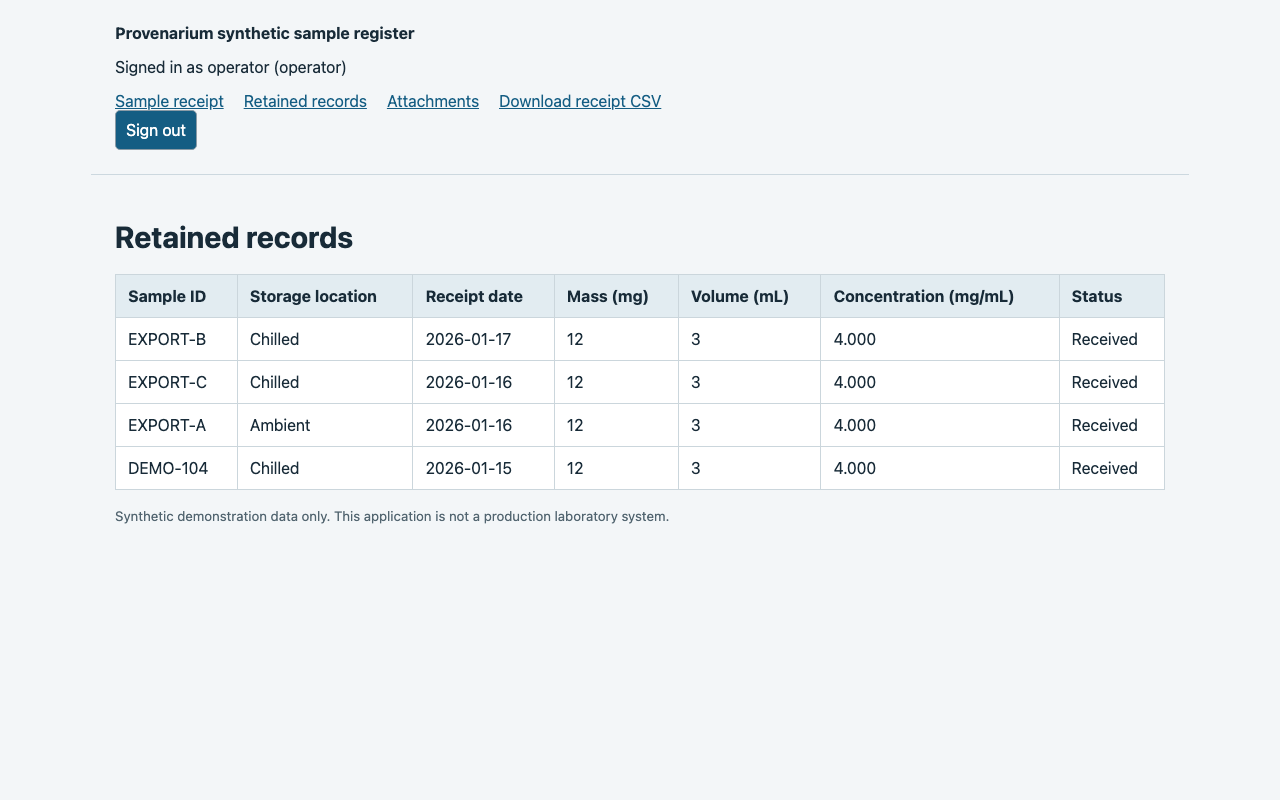 Provenarium synthetic sample register
Signed in as operator (operator)
Sample receipt Retained records Attachments Download receipt CSV
Sign out
Retained records
Sample ID Storage location Receipt date Mass (mg) Volume (mL) Concentration (mg/mL) Status
EXPORT-B Chilled 2026-01-17 12 3 4.000 Received
EXPORT-C Chilled 2026-01-16 12 3 4.000 Received
EXPORT-A Ambient 2026-01-16 12 3 4.000 Received
DEMO-104 Chilled 2026-01-15 12 3 4.000 Received
Synthetic demonstration data only. This application is not a production laboratory system.